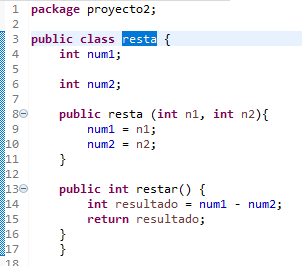 1 package proyecto2;
2
3 public class resta {
4     int num1;
5
6     int num2;
7
8     public resta (int n1, int n2){
9         num1 = n1;
10         num2 = n2;
11     }
12
13     public int restar() {
14         int resultado = num1 - num2;
15         return resultado;
16     }
17     }
18